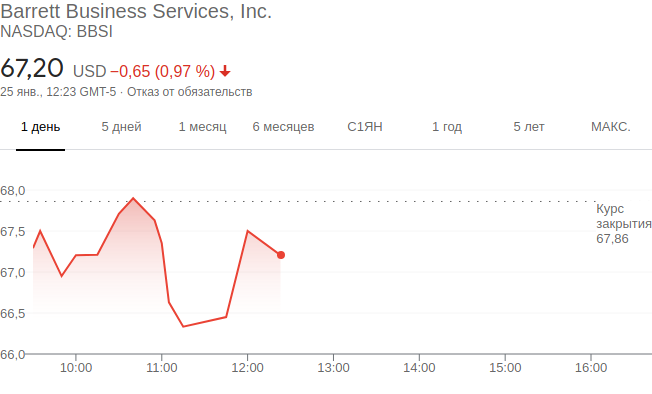 Barrett Business Services, Inc.
NASDAQ: BBSI
67,20 USD −0,65 (0,97 %)
25 янв., 12:23 GMT-5 · Отказ от обязательств
1 день 5 дней 1 месяц 6 месяцев С1ЯН 1 год 5 лет МАКС.
68,0
67,5
67,0
66,5
66,0
Курс
закрытия
67,86
10:00 11:00 12:00 13:00 14:00 15:00 16:00